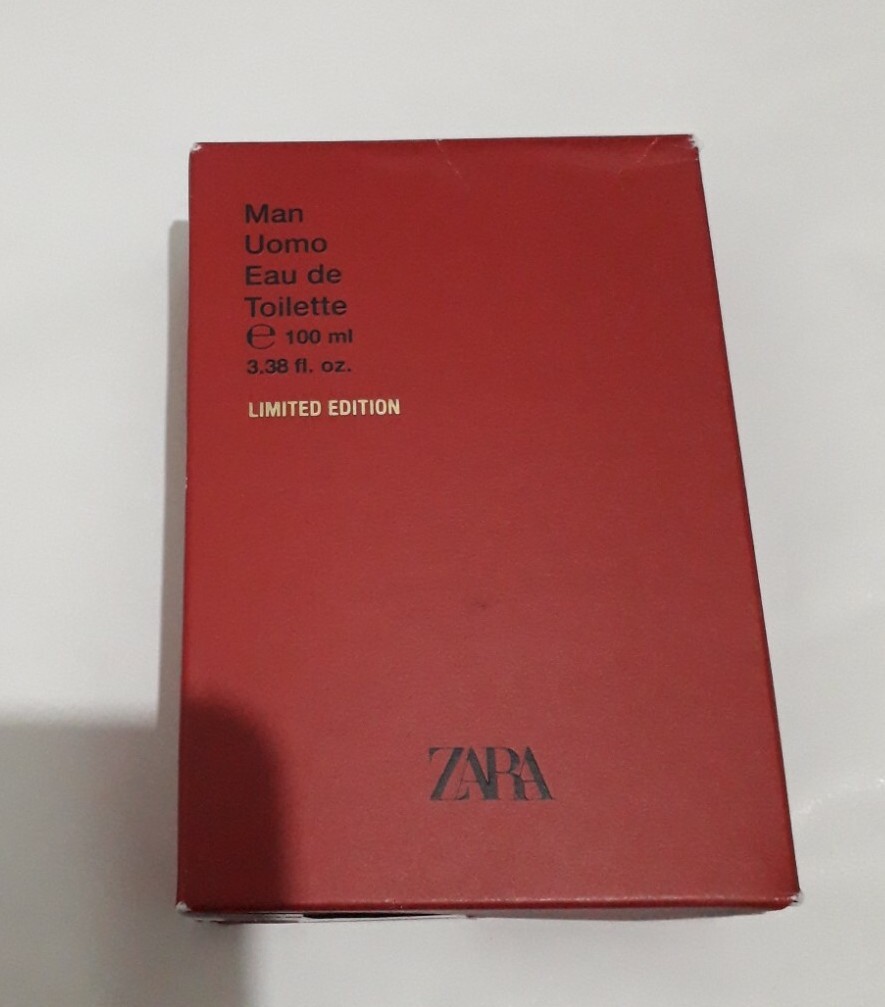 Man
Uomo
Eau de
Toilette
℮ 100 ml
3.38 fl. oz.
LIMITED EDITION
ZARA